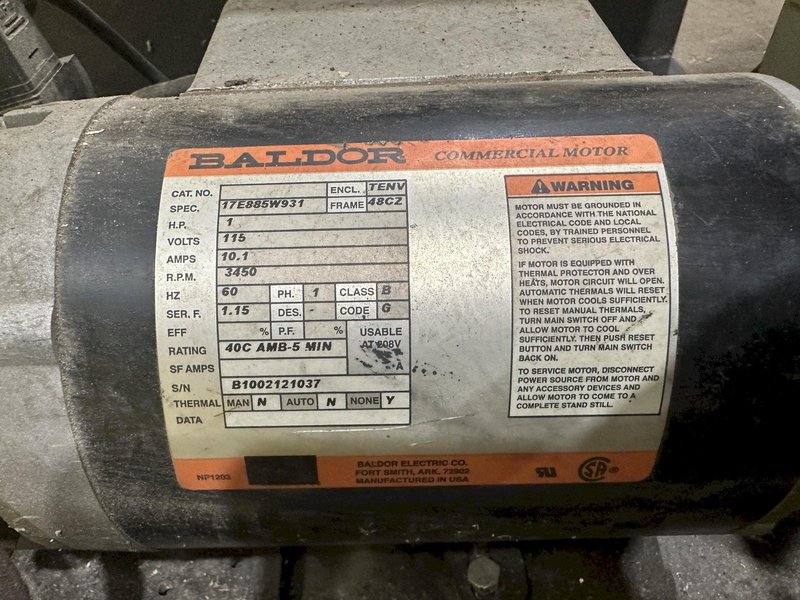 BALDOR COMMERCIAL MOTOR
CAT. NO. ENCL. TENV
SPEC. 17E885W931 FRAME 48CZ
H.P. 1
VOLTS 115
AMPS 10.1
R.P.M. 3450
HZ 60 PH. 1 CLASS B
SER. F. 1.15 DES. - CODE G
EFF % P.F. % USABLE
AT 208V
RATING 40C AMB-5 MIN
SF AMPS A
S/N B1002121037
THERMAL MAN N AUTO N NONE Y
DATA
WARNING
MOTOR MUST BE GROUNDED IN
ACCORDANCE WITH THE NATIONAL
ELECTRICAL CODE AND LOCAL
CODES, BY TRAINED PERSONNEL
TO PREVENT SERIOUS ELECTRICAL
SHOCK.
IF MOTOR IS EQUIPPED WITH
THERMAL PROTECTOR AND OVER
HEATS, MOTOR CIRCUIT WILL OPEN.
AUTOMATIC THERMALS WILL RESET
WHEN MOTOR COOLS SUFFICIENTLY.
TO RESET MANUAL THERMALS,
TURN MAIN SWITCH OFF AND
ALLOW MOTOR TO COOL
SUFFICIENTLY, THEN PUSH RESET
BUTTON AND TURN MAIN SWITCH
BACK ON.
TO SERVICE MOTOR, DISCONNECT
POWER SOURCE FROM MOTOR AND
ANY ACCESSORY DEVICES AND
ALLOW MOTOR TO COME TO A
COMPLETE STAND STILL.
NP1203
BALDOR ELECTRIC CO.
FORT SMITH, ARK. 72902
MANUFACTURED IN USA
RU SA ®